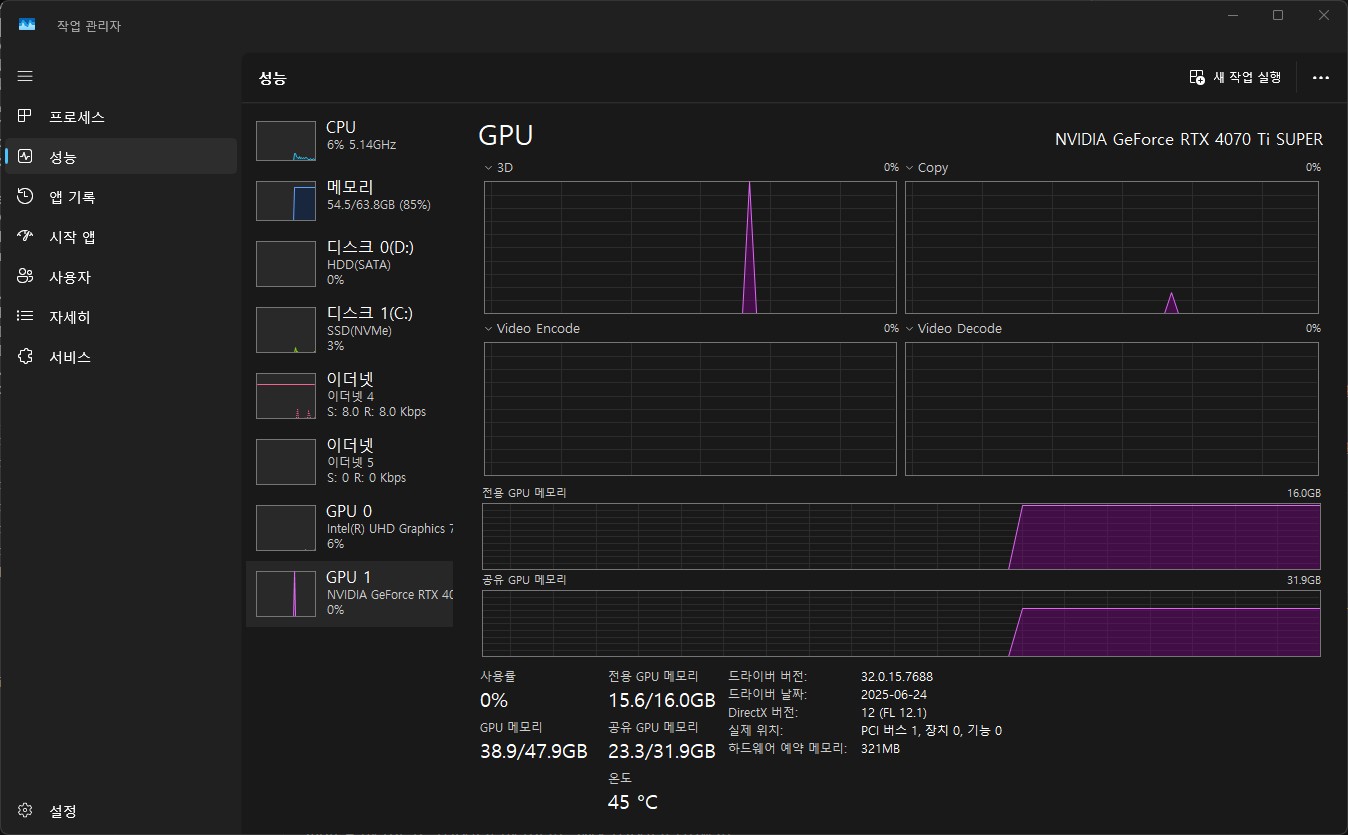 작업 관리자
성능
새 작업 실행
프로세스
성능
앱 기록
시작 앱
사용자
자세히
서비스
설정
CPU
6% 5.14GHz
메모리
54.5/63.8GB (85%)
디스크 0(D:)
HDD(SATA)
0%
디스크 1(C:)
SSD(NVMe)
3%
이더넷
이더넷 4
S: 8.0 R: 8.0 Kbps
이더넷
이더넷 5
S: 0 R: 0 Kbps
GPU 0
Intel(R) UHD Graphics 7
6%
GPU 1
NVIDIA GeForce RTX 40
0%
GPU
NVIDIA GeForce RTX 4070 Ti SUPER
3D 0%
Copy 0%
Video Encode 0%
Video Decode 0%
전용 GPU 메모리 16.0GB
공유 GPU 메모리 31.9GB
사용률
0%
전용 GPU 메모리
15.6/16.0GB
GPU 메모리
38.9/47.9GB
공유 GPU 메모리
23.3/31.9GB
온도
45 °C
드라이버 버전: 32.0.15.7688
드라이버 날짜: 2025-06-24
DirectX 버전: 12 (FL 12.1)
실제 위치: PCI 버스 1, 장치 0, 기능 0
하드웨어 예약 메모리: 321MB